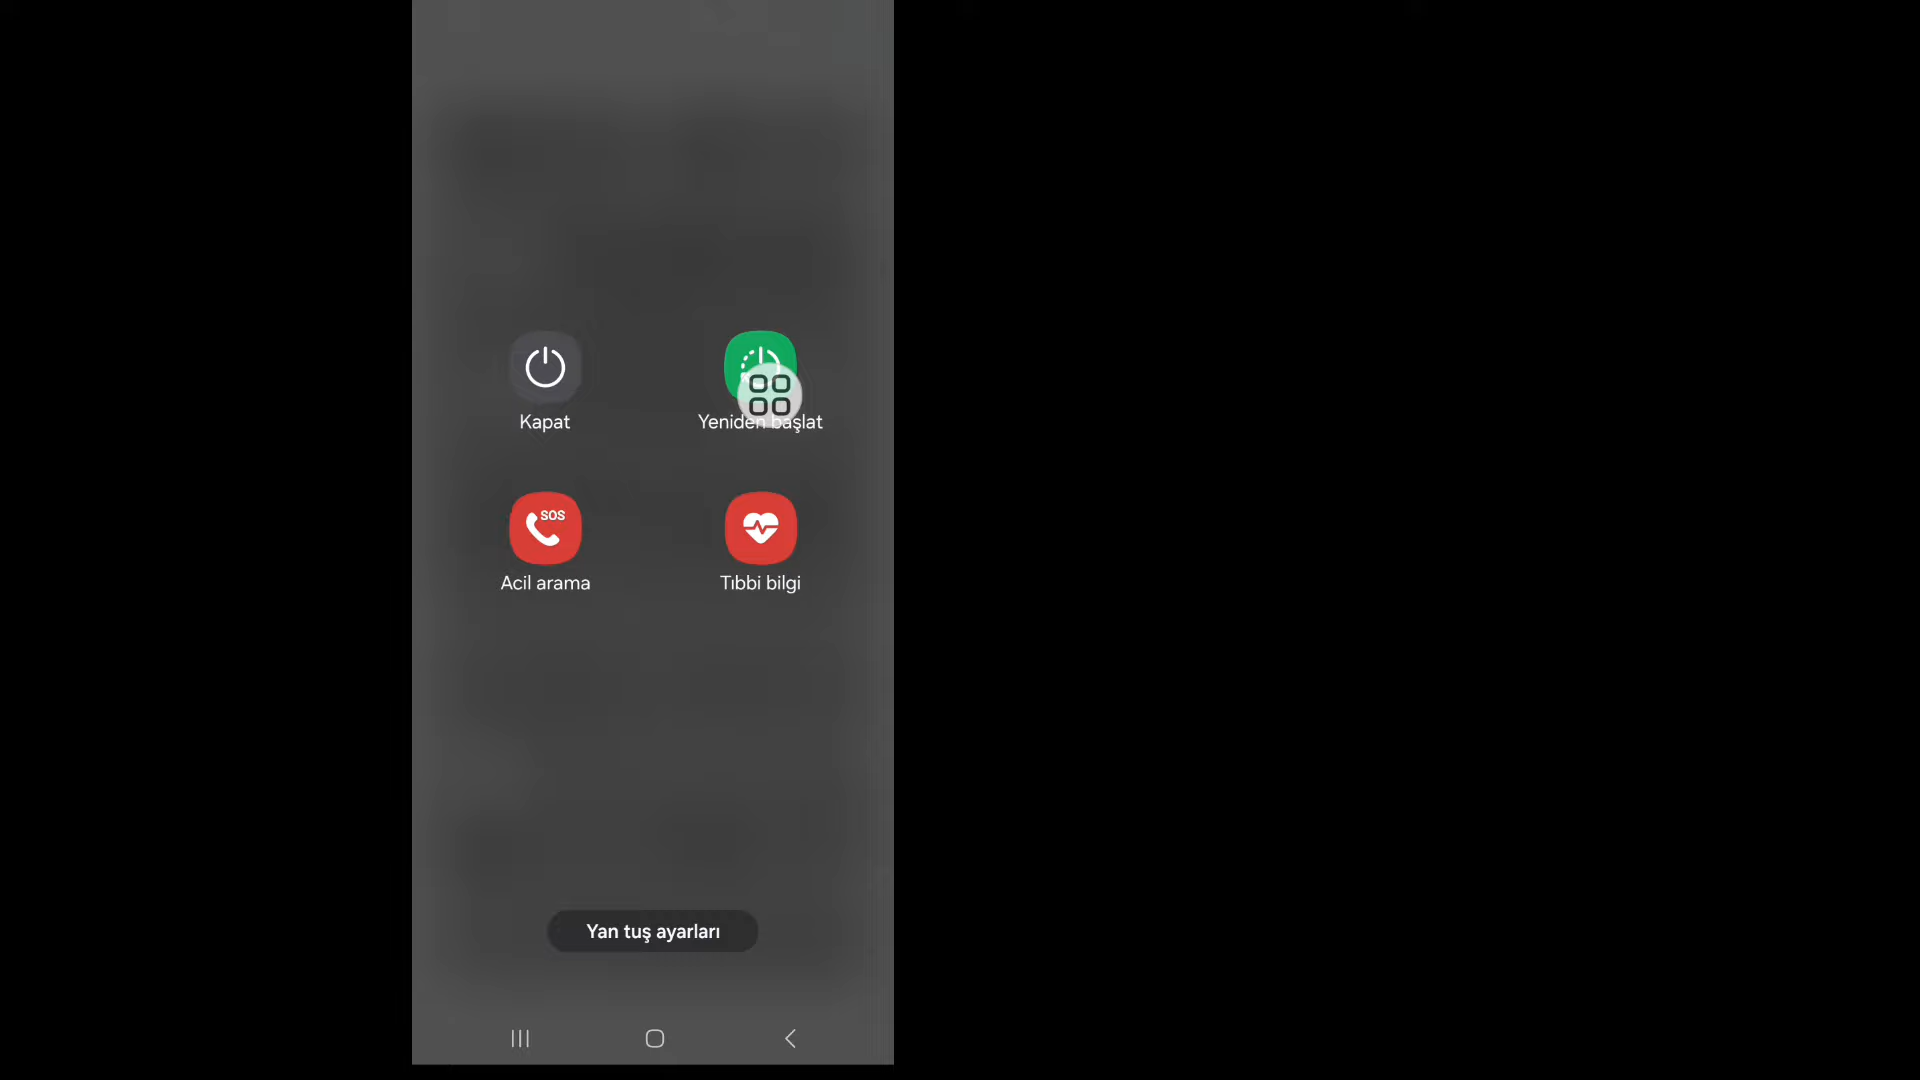 Kapat
Yeniden başlat
SOS
Acil arama
Tıbbi bilgi
Yan tuş ayarları